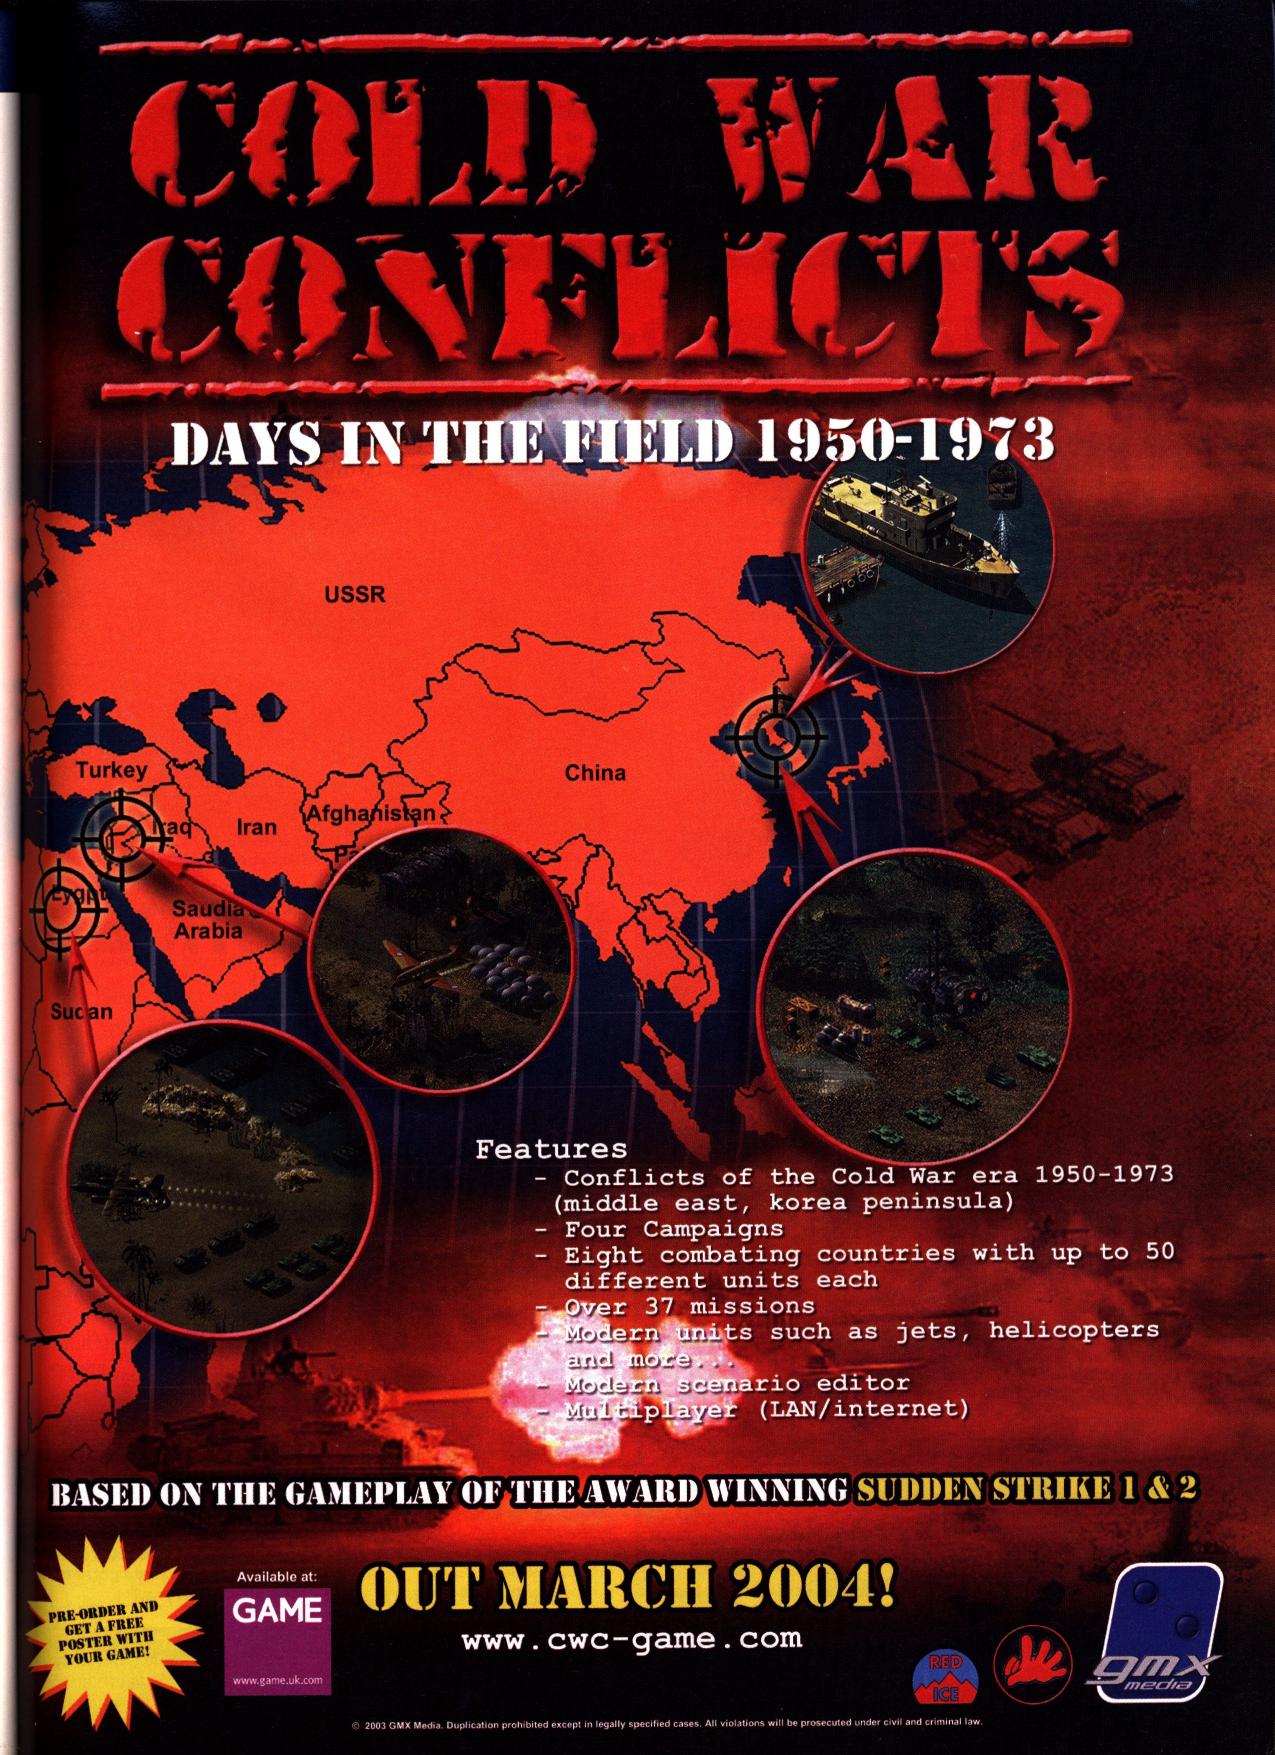 COLD WAR
CONFLICTS
DAYS IN THE FIELD 1950-1973
USSR
Turkey
China
Iraq
Iran
Afghanistan
Egypt
Saudia
Arabia
Sudan
Features
- Conflicts of the Cold War era 1950-1973
(middle east, korea peninsula)
- Four Campaigns
- Eight combating countries with up to 50
different units each
- Over 37 missions
- Modern units such as jets, helicopters
and more...
- Modern scenario editor
- Multiplayer (LAN/internet)
BASED ON THE GAMEPLAY OF THE AWARD WINNING SUDDEN STRIKE 1 & 2
PRE-ORDER AND
GET A FREE
POSTER WITH
YOUR GAME!
Available at:
GAME
www.game.uk.com
OUT MARCH 2004!
www.cwc-game.com
RED
ICE
gmx
media
© 2003 GMX Media. Duplication prohibited except in legally specified cases. All violations will be prosecuted under civil and criminal law.